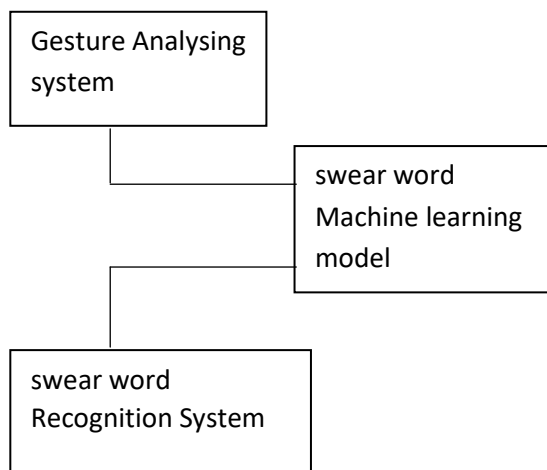 Gesture Analysing
system
swear word
Machine learning
model
swear word
Recognition System